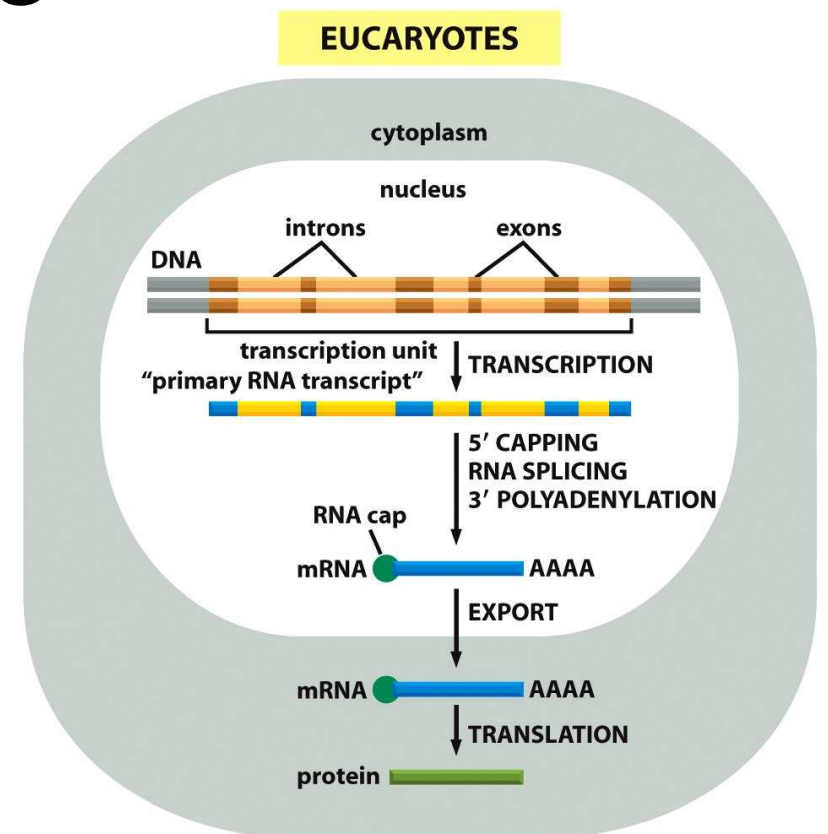 EUCARYOTES
cytoplasm
nucleus
introns
exons
DNA
transcription unit
TRANSCRIPTION
“primary RNA transcript”
5′ CAPPING
RNA SPLICING
3′ POLYADENYLATION
RNA cap
mRNA
AAAA
EXPORT
mRNA
AAAA
TRANSLATION
protein